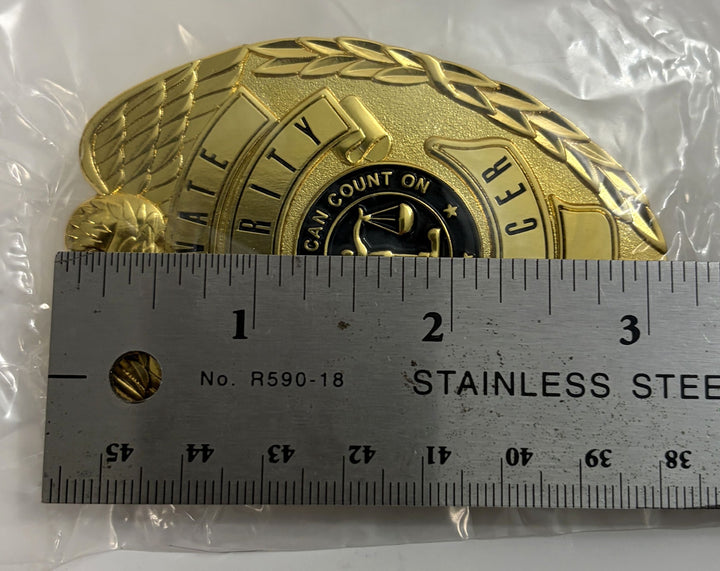 NATE
RITY
CAN COUNT ON
CER
1 2 3
No. R590-18
STAINLESS STEE
45 44 43 42 41 40 39 38